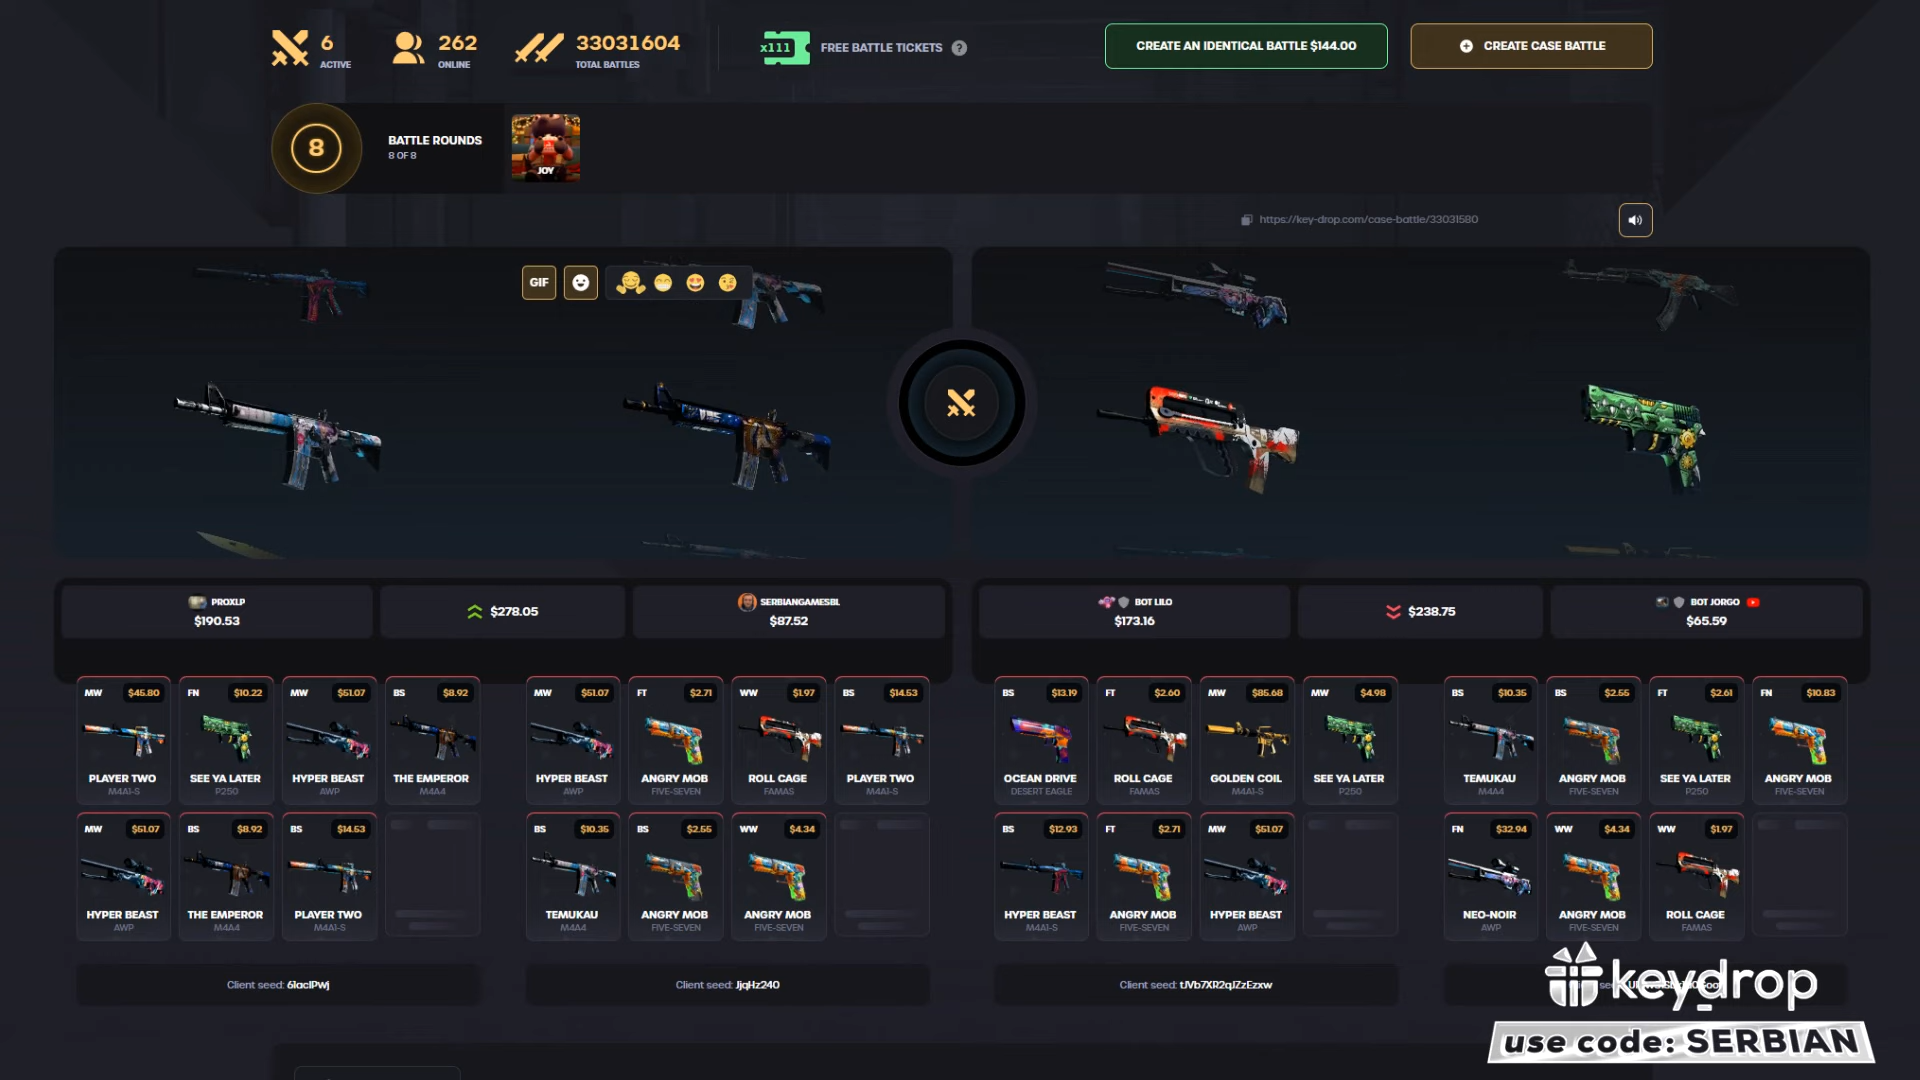 6
ACTIVE
262
ONLINE
33031604
TOTAL BATTLES
x111
FREE BATTLE TICKETS ?
CREATE AN IDENTICAL BATTLE $144.00
CREATE CASE BATTLE
8
BATTLE ROUNDS
8 OF 8
JOY
https://key-drop.com/case-battle/33031580
GIF
PROXLP
$190.53
$278.05
SERBIANGAMESBL
$87.52
BOT LILO
$173.16
$238.75
BOT JORGO
$65.59
MW $45.80
PLAYER TWO
M4A1-S
FN $10.22
SEE YA LATER
P250
MW $51.07
HYPER BEAST
AWP
BS $8.92
THE EMPEROR
M4A4
MW $51.07
HYPER BEAST
AWP
FT $2.71
ANGRY MOB
FIVE-SEVEN
WW $1.97
ROLL CAGE
FAMAS
BS $14.53
PLAYER TWO
M4A1-S
BS $13.19
OCEAN DRIVE
DESERT EAGLE
FT $2.60
ROLL CAGE
FAMAS
MW $85.68
GOLDEN COIL
M4A1-S
MW $4.98
SEE YA LATER
P250
BS $10.35
TEMUKAU
M4A4
BS $2.55
ANGRY MOB
FIVE-SEVEN
FT $2.61
SEE YA LATER
P250
FN $10.83
ANGRY MOB
FIVE-SEVEN
MW $51.07
HYPER BEAST
AWP
BS $8.92
THE EMPEROR
M4A4
BS $14.53
PLAYER TWO
M4A1-S
BS $10.35
TEMUKAU
M4A4
BS $2.55
ANGRY MOB
FIVE-SEVEN
WW $4.34
ANGRY MOB
FIVE-SEVEN
BS $12.93
HYPER BEAST
M4A1-S
FT $2.71
ANGRY MOB
FIVE-SEVEN
MW $51.07
HYPER BEAST
AWP
FN $32.94
NEO-NOIR
AWP
WW $4.34
ANGRY MOB
FIVE-SEVEN
WW $1.97
ROLL CAGE
FAMAS
Client seed: 61aclPWj
Client seed: JjqHz240
Client seed: tJVb7XR2qJZzEzxw
keydrop
use code: SERBIAN